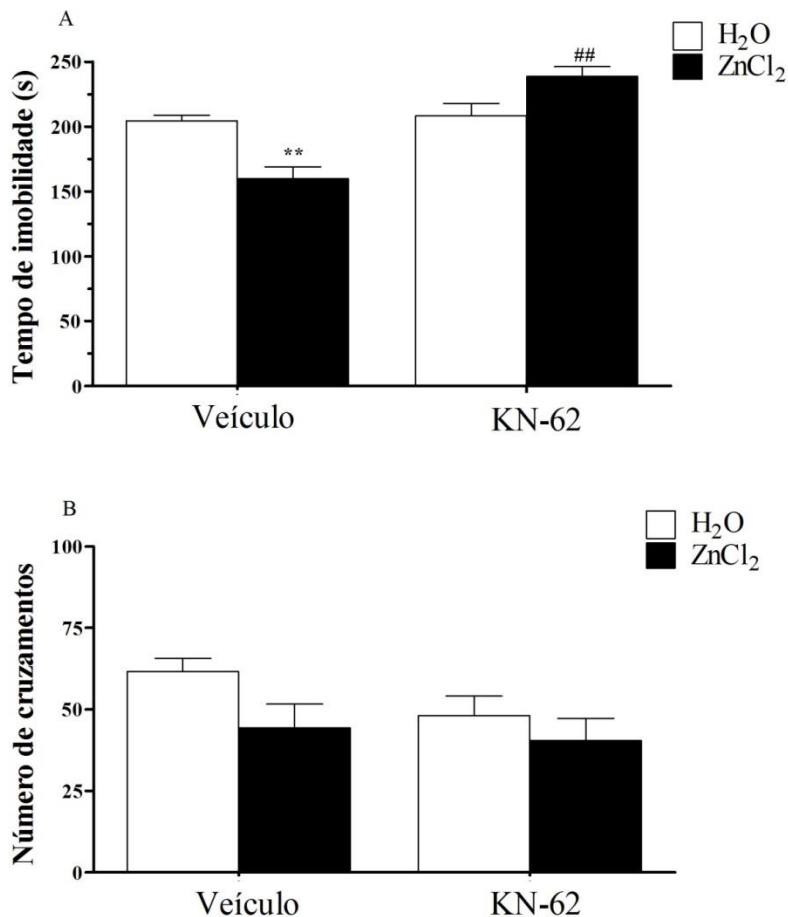 A
H₂O
ZnCl₂
Tempo de imobilidade (s)
250
200
150
100
50
0
**
##
Veículo
KN-62
B
H₂O
ZnCl₂
Número de cruzamentos
100
75
50
25
0
Veículo
KN-62